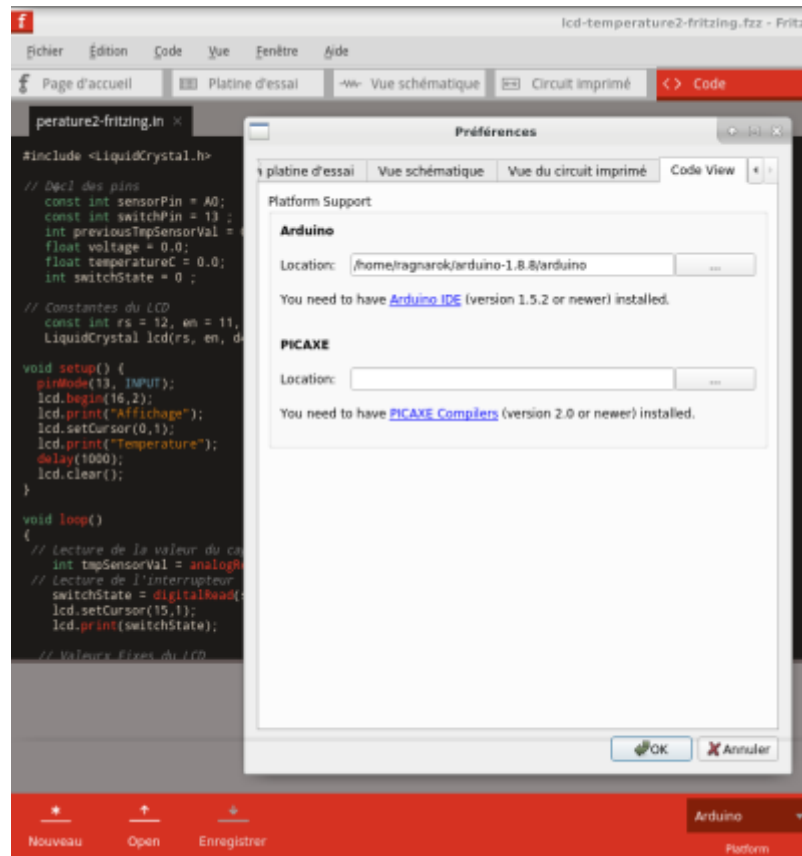 f
lcd-temperature2-fritzing.fzz - Fritz
Fichier Édition Code Vue Fenêtre Aide
f Page d'accueil Platine d'essai Vue schématique Circuit imprimé <> Code
perature2-fritzing.in ×
Préférences
platine d'essai Vue schématique Vue du circuit imprimé Code View
#include <LiquidCrystal.h>
Platform Support
// Décl des pins
const int sensorPin = A0;
const int switchPin = 13 ;
int previousTmpSensorVal =
float voltage = 0.0;
float temperatureC = 0.0;
int switchState = 0 ;
Arduino
Location: /home/ragnarok/arduino-1.8.8/arduino ...
You need to have Arduino IDE (version 1.5.2 or newer) installed.
// Constantes du LCD
const int rs = 12, en = 11,
LiquidCrystal lcd(rs, en,
PICAXE
Location: ...
You need to have PICAXE Compilers (version 2.0 or newer) installed.
void setup() {
pinMode(13, INPUT);
lcd.begin(16,2);
lcd.print("Affichage");
lcd.setCursor(0,1);
lcd.print("Temperature");
delay(1000);
lcd.clear();
}
void loop()
{
// Lecture de la valeur du
int tmpSensorVal =
// Lecture de l'interrupteur
switchState = digitalRead(
lcd.setCursor(15,1);
lcd.print(switchState);
// Valeurx Fixes du LCD
OK Annuler
Nouveau Open Enregistrer
Arduino
Platform